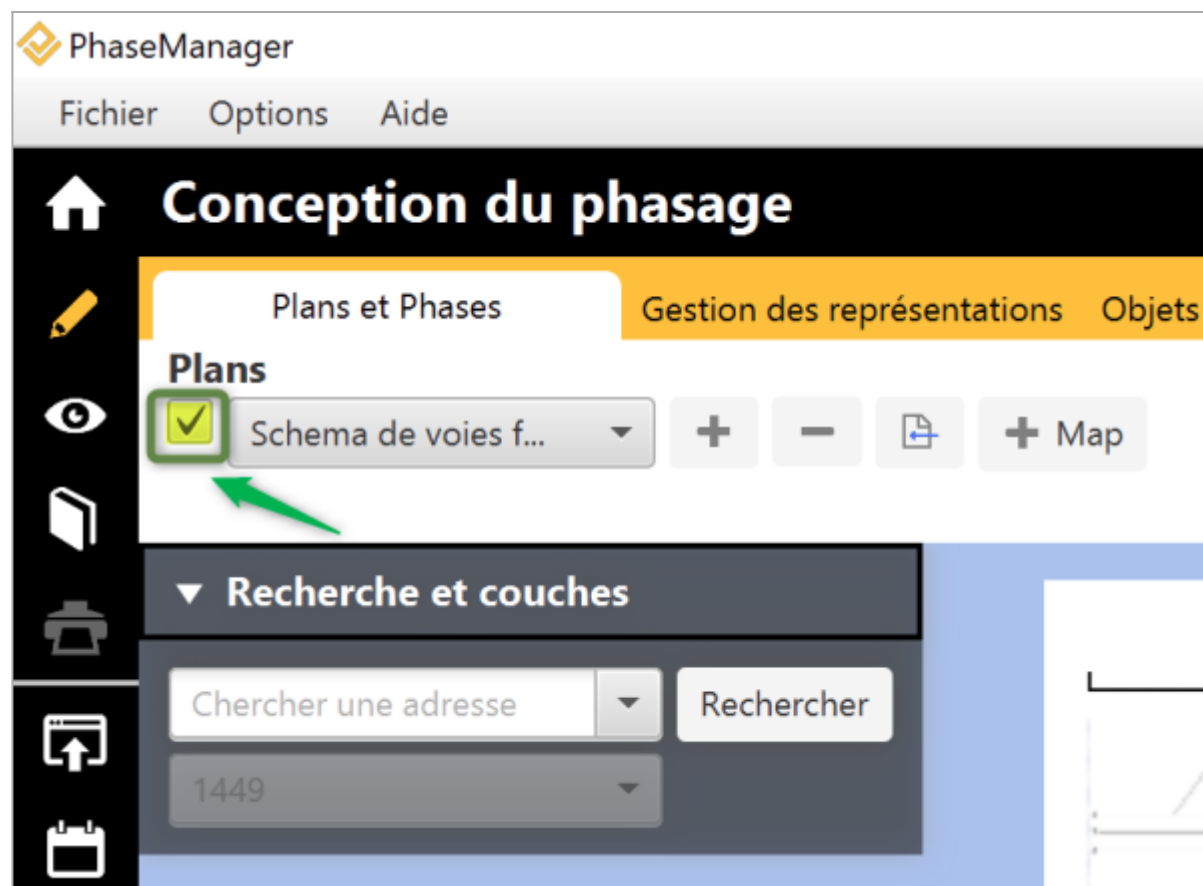 PhaseManager
Fichier Options Aide
Conception du phasage
Plans et Phases Gestion des représentations Objets
Plans
Schema de voies f... + Map
Recherche et couches
Chercher une adresse Rechercher
1449